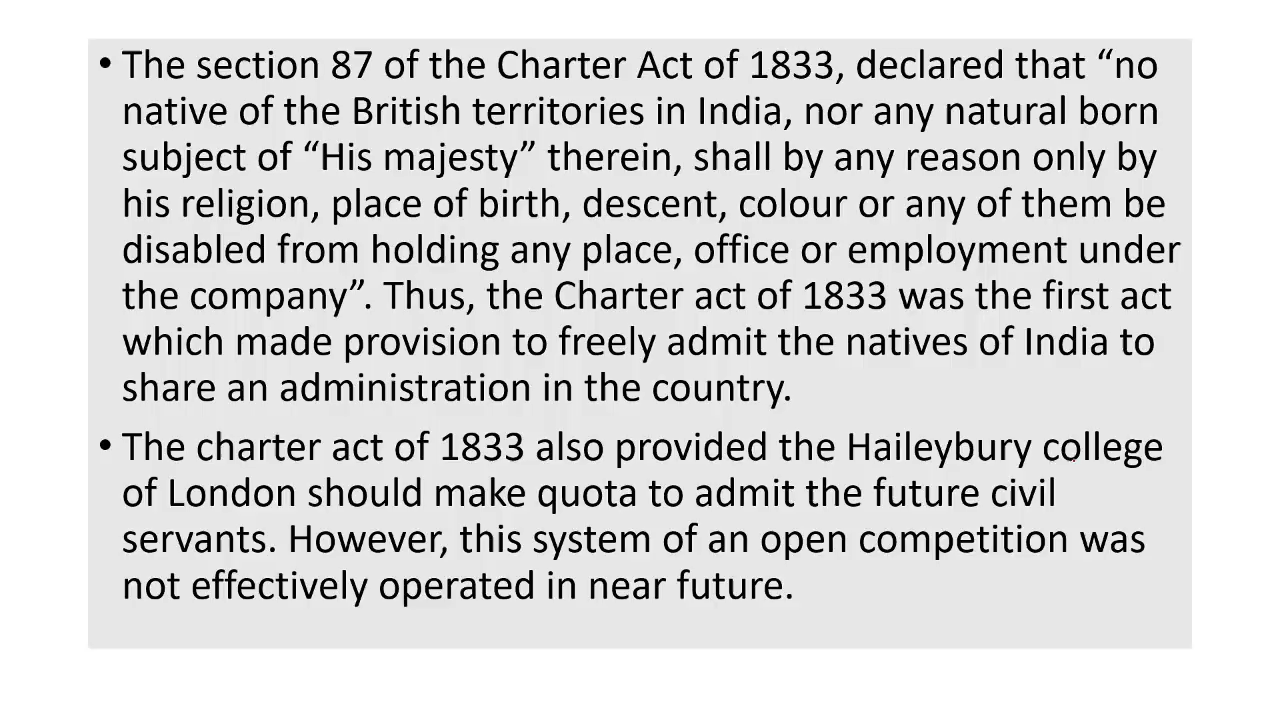 • The section 87 of the Charter Act of 1833, declared that “no
native of the British territories in India, nor any natural born
subject of “His majesty” therein, shall by any reason only by
his religion, place of birth, descent, colour or any of them be
disabled from holding any place, office or employment under
the company”. Thus, the Charter act of 1833 was the first act
which made provision to freely admit the natives of India to
share an administration in the country.
• The charter act of 1833 also provided the Haileybury college
of London should make quota to admit the future civil
servants. However, this system of an open competition was
not effectively operated in near future.